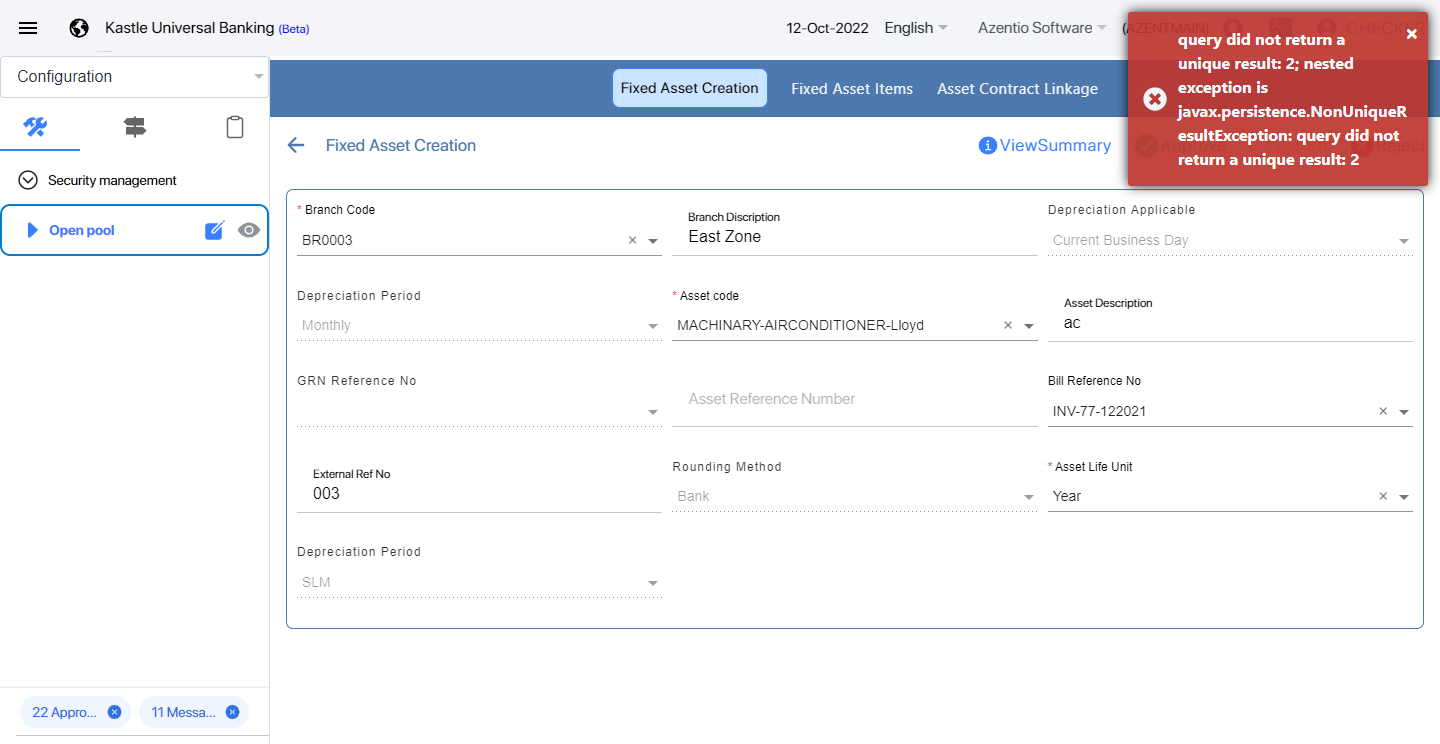 Kastle Universal Banking (Beta)
12-Oct-2022
English
Azentio Software
(AZENTMAIN)
CHECKER
Configuration
Security management
Open pool
22 Appro...
11 Messa...
Fixed Asset Creation
Fixed Asset Items
Asset Contract Linkage
query did not return a
unique result: 2; nested
exception is
javax.persistence.NonUniqueR
esultException: query did not
return a unique result: 2
Fixed Asset Creation
ViewSummary
Approve
Reject
* Branch Code
BR0003
Branch Discription
East Zone
Depreciation Applicable
Current Business Day
Depreciation Period
Monthly
* Asset code
MACHINARY-AIRCONDITIONER-Lloyd
Asset Description
ac
GRN Reference No
Asset Reference Number
Bill Reference No
INV-77-122021
External Ref No
003
Rounding Method
Bank
* Asset Life Unit
Year
Depreciation Period
SLM